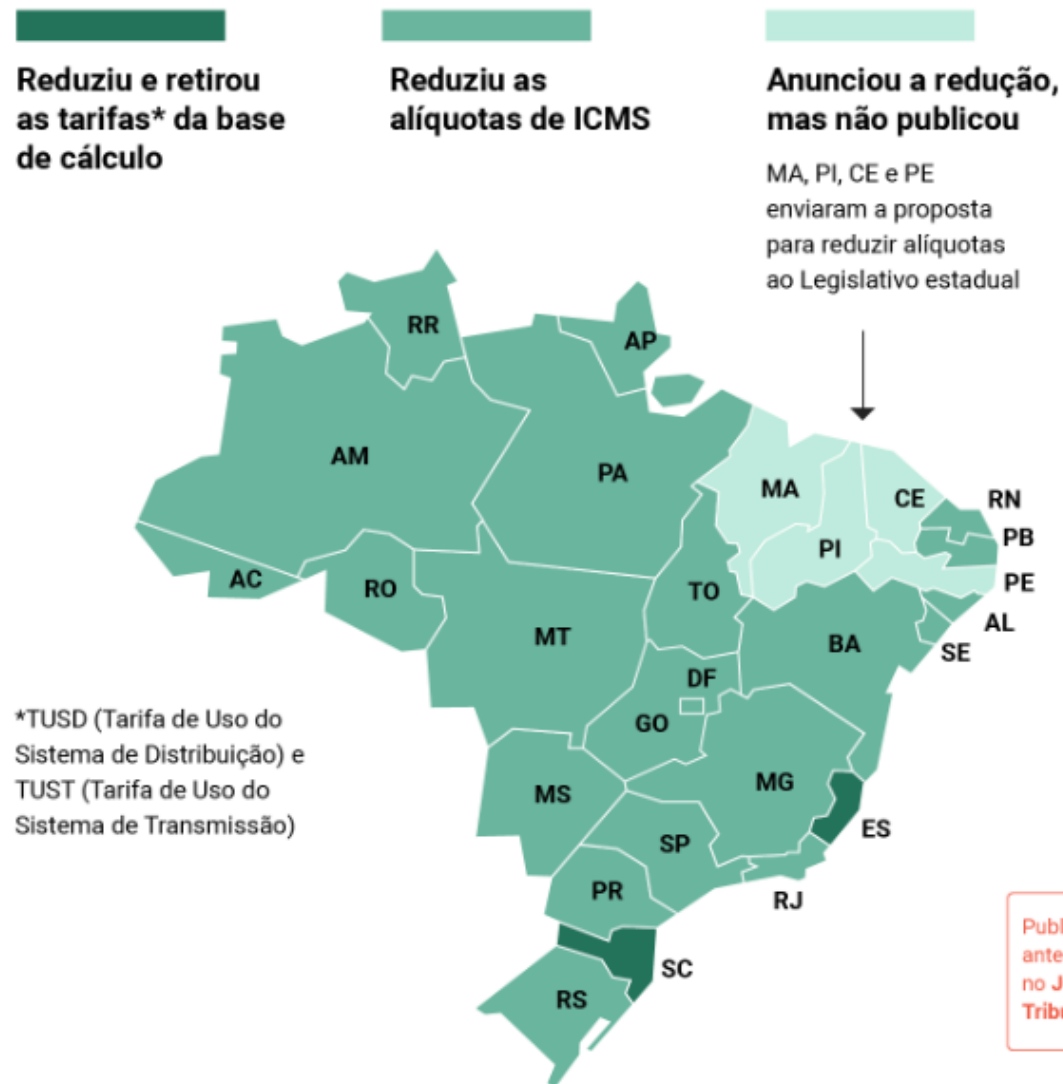 Reduziu e retirou
as tarifas* da base
de cálculo
Reduziu as
alíquotas de ICMS
Anunciou a redução,
mas não publicou
MA, PI, CE e PE
enviaram a proposta
para reduzir alíquotas
ao Legislativo estadual
RR
AP
AM
PA
MA
CE
RN
PB
PI
PE
AC
RO
TO
AL
MT
BA
SE
DF
GO
*TUSD (Tarifa de Uso do
Sistema de Distribuição) e
TUST (Tarifa de Uso do
Sistema de Transmissão)
MS
MG
ES
SP
RJ
PR
SC
RS
no